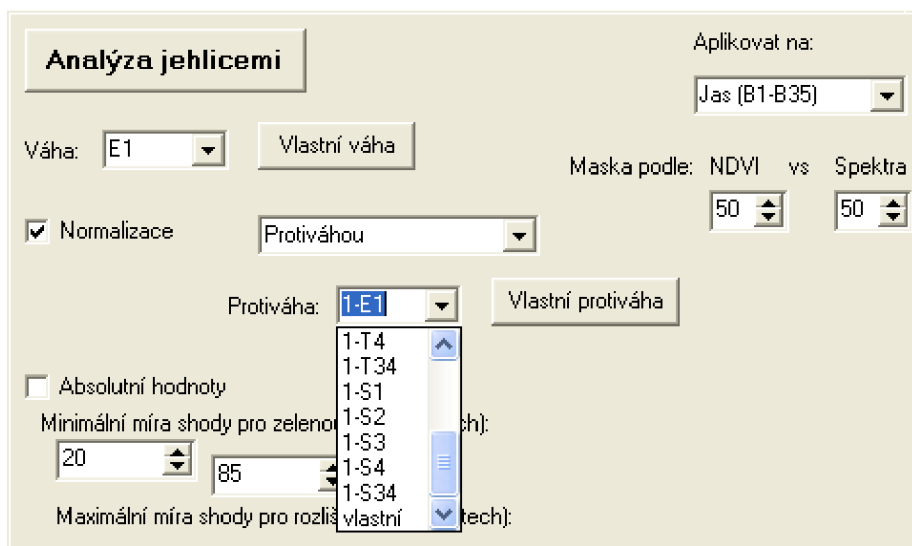 Analýza jehlicemi
Aplikovat na:
Jas (B1-B35)
Váha: E1 Vlastní váha
Maska podle: NDVI vs Spektra
50 50
Normalizace Protiváhou
Protiváha: 1-E1 Vlastní protiváha
1-T4
1-T34
1-S1
1-S2
1-S3
1-S4
1-S34
vlastní
Absolutní hodnoty
Minimální míra shody pro zelenou ch):
20 85
Maximální míra shody pro tech):